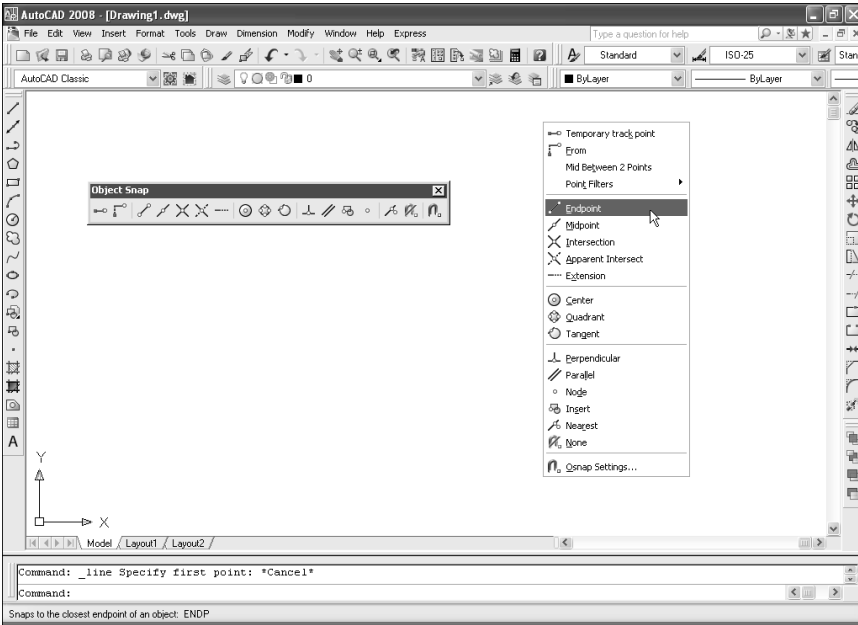 AutoCAD 2008 - [Drawing1.dwg]
File Edit View Insert Format Tools Draw Dimension Modify Window Help Express
Type a question for help
Standard
ISO-25
Stan
AutoCAD Classic
0
ByLayer
ByLayer
Object Snap
Temporary track point
From
Mid Between 2 Points
Point Filters
Endpoint
Midpoint
Intersection
Apparent Intersect
Extension
Center
Quadrant
Tangent
Perpendicular
Parallel
Node
Insert
Nearest
None
Osnap Settings...
A
Y
X
Model Layout1 Layout2
Command: _line Specify first point: *Cancel*
Command:
Snaps to the closest endpoint of an object: ENDP